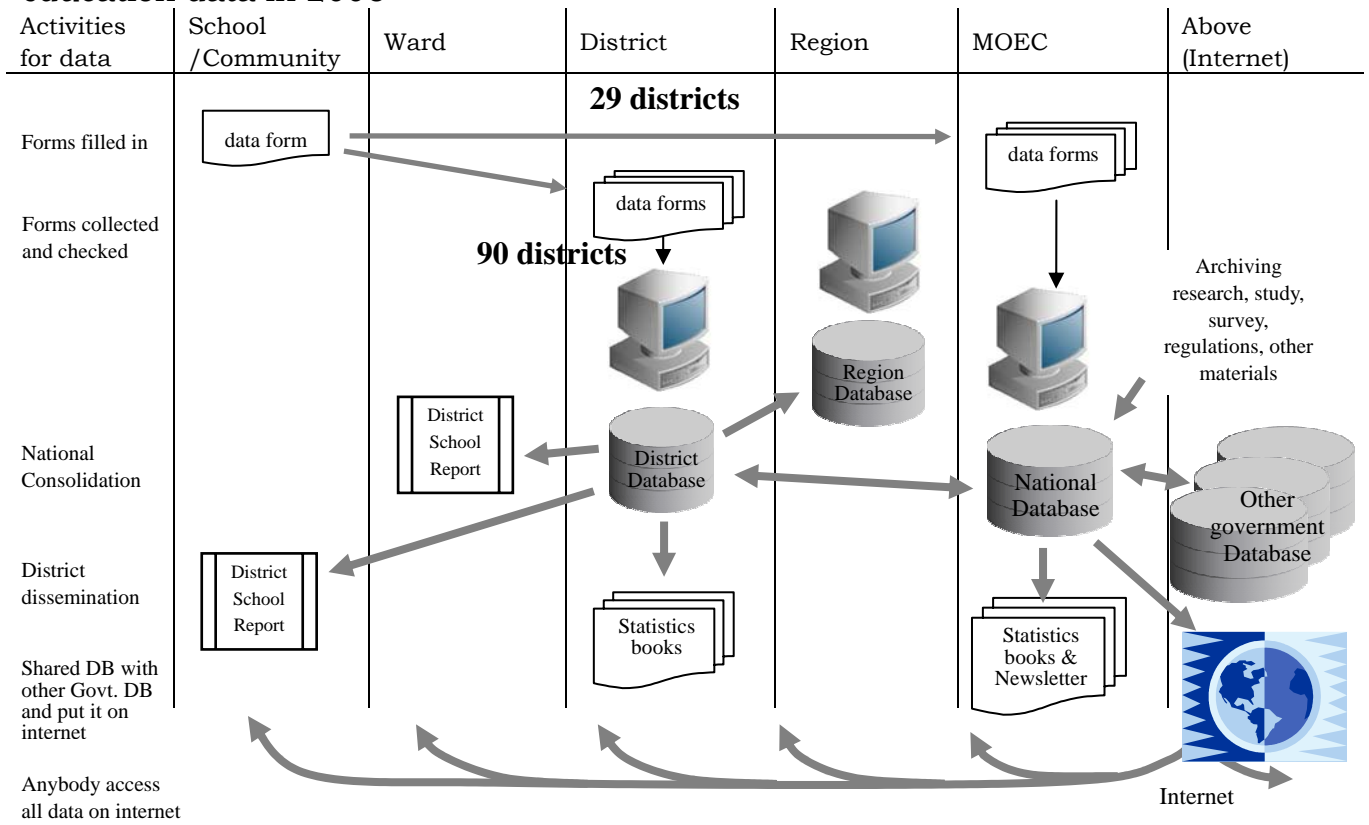 Activities
for data
School
/Community
Ward
District
Region
MOEC
Above
(Internet)
29 districts
Forms filled in
data form
data forms
data forms
Forms collected
and checked
90 districts
Archiving
research, study,
survey,
regulations, other
materials
Region
Database
District
School
Report
National
Consolidation
District
Database
National
Database
Other
government
Database
District
dissemination
District
School
Report
Statistics
books
Statistics
books &
Newsletter
Shared DB with
other Govt. DB
and put it on
internet
Anybody access
all data on internet
Internet